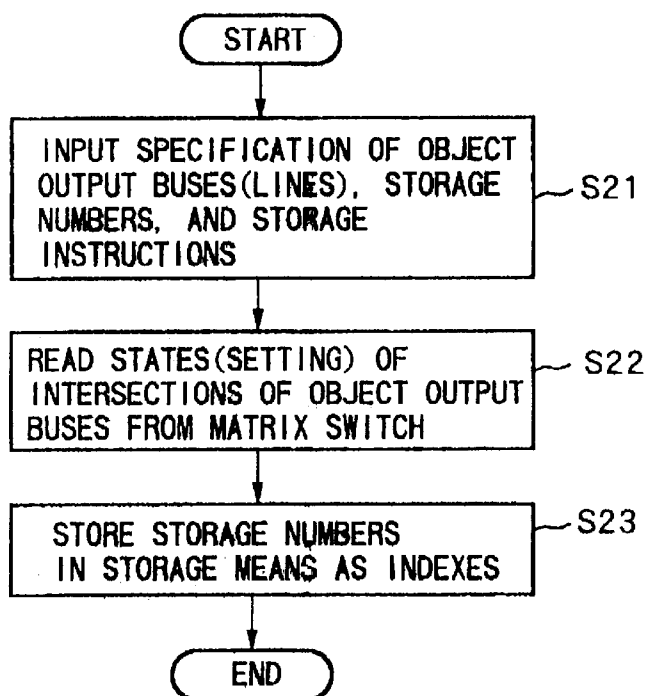 START
INPUT SPECIFICATION OF OBJECT
OUTPUT BUSES(LINES), STORAGE
NUMBERS, AND STORAGE
INSTRUCTIONS
S21
READ STATES(SETTING) OF
INTERSECTIONS OF OBJECT OUTPUT
BUSES FROM MATRIX SWITCH
S22
STORE STORAGE NUMBERS
IN STORAGE MEANS AS INDEXES
S23
END